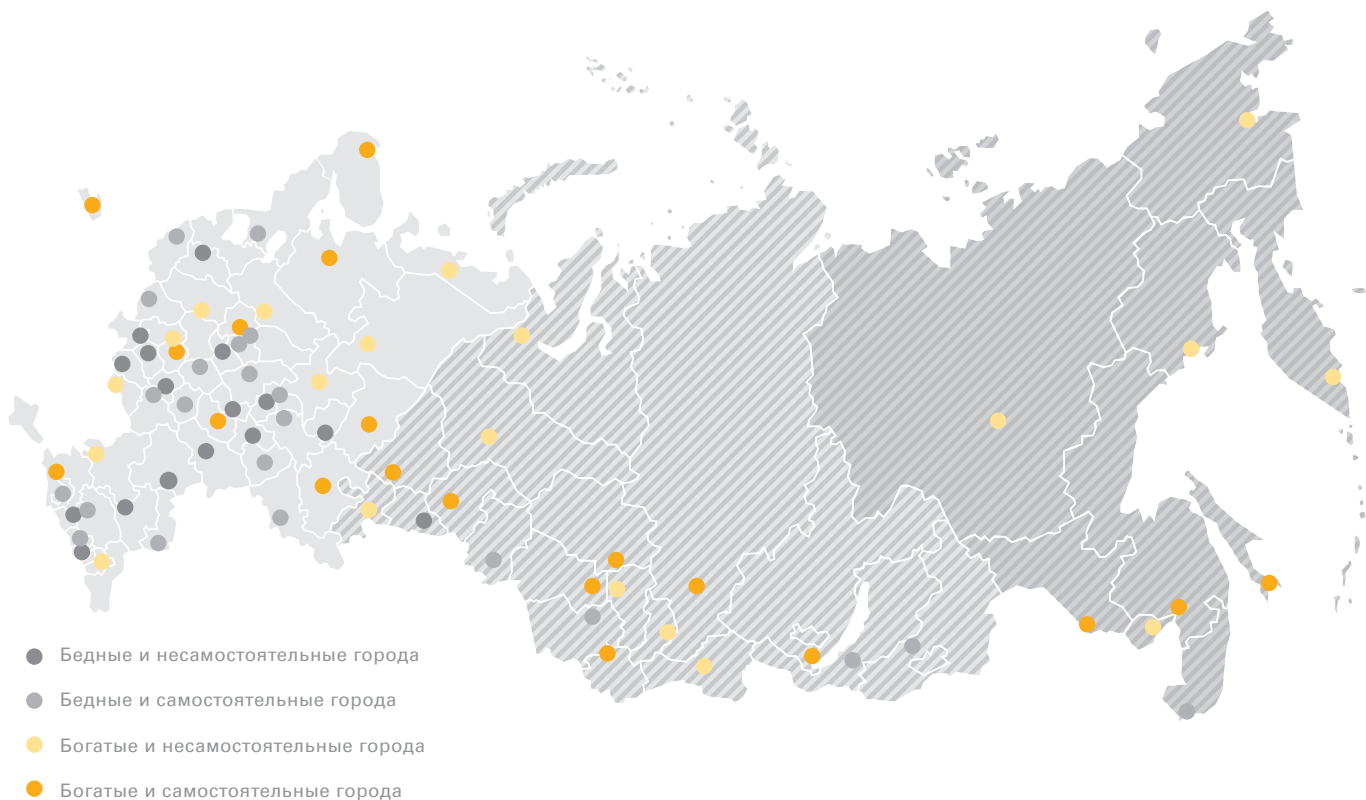 Бедные и несамостоятельные города
Бедные и самостоятельные города
Богатые и несамостоятельные города
Богатые и самостоятельные города